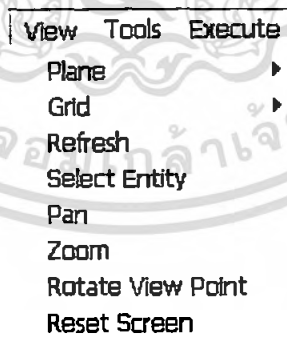 View Tools Execute
Plane
Grid
Refresh
Select Entity
Pan
Zoom
Rotate View Point
Reset Screen